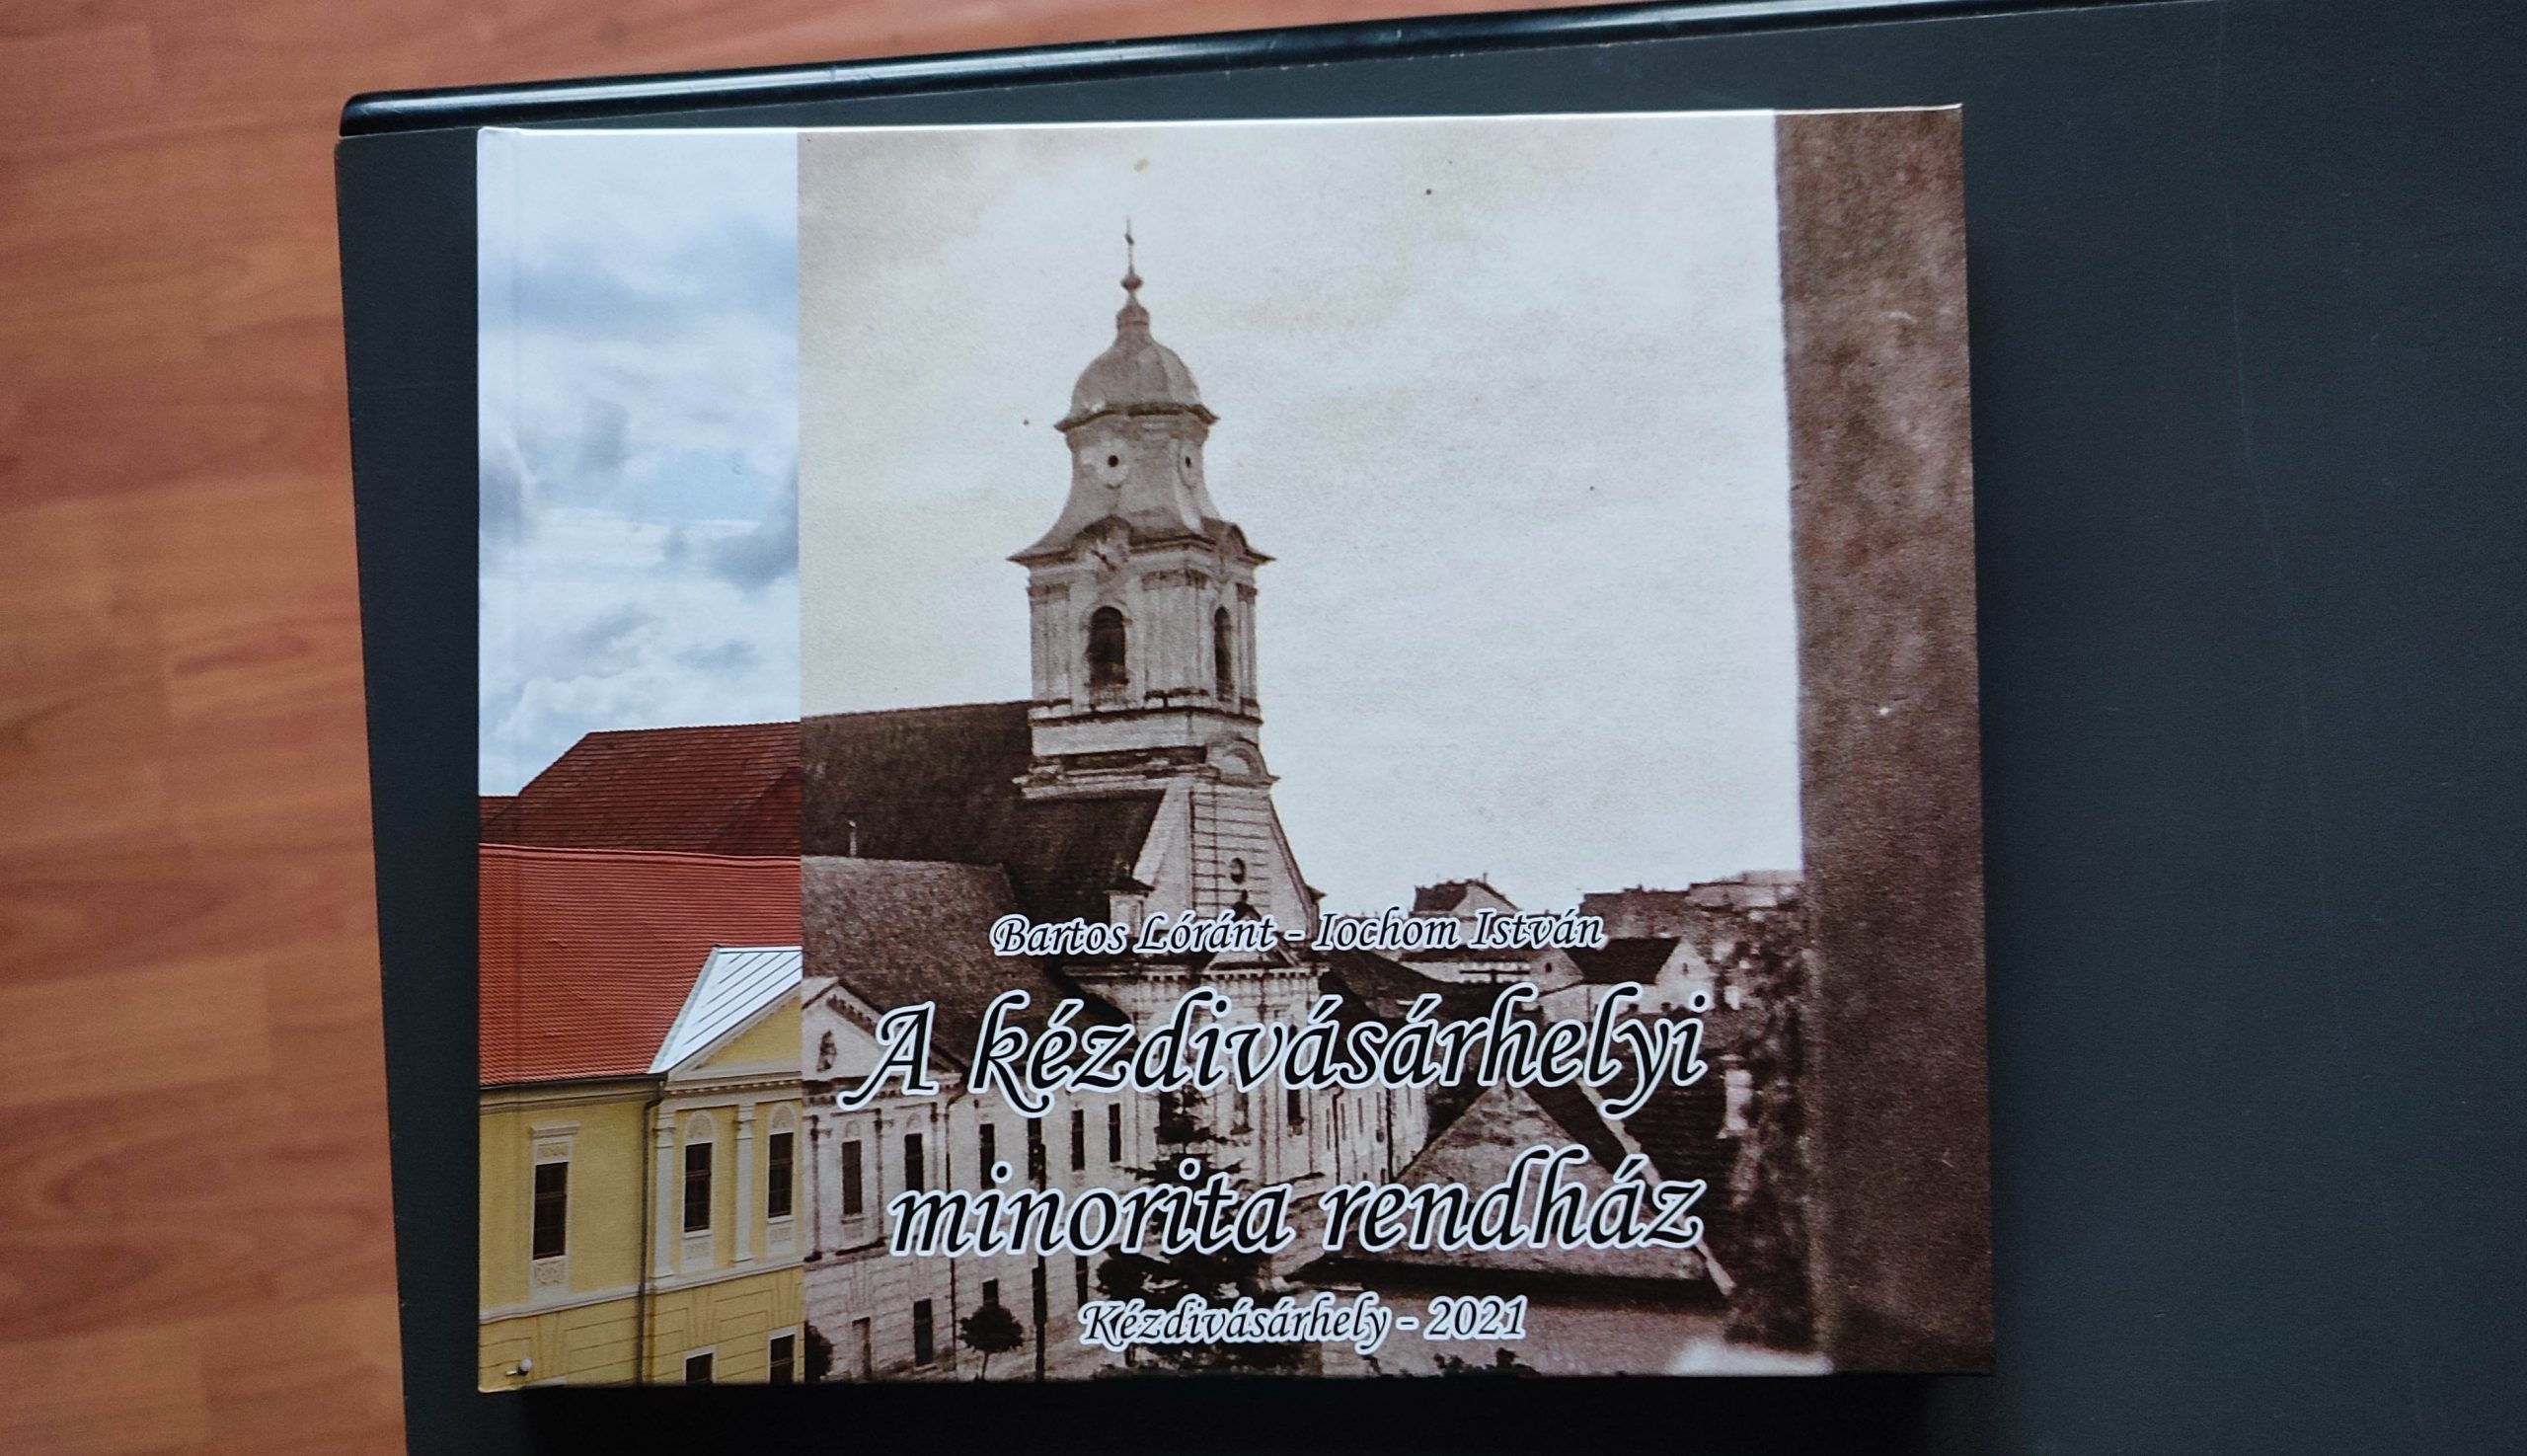 Bartos Lóránt - Iochom István
A kézdivásárhelyi
minorita rendház
Kézdivásárhely - 2021